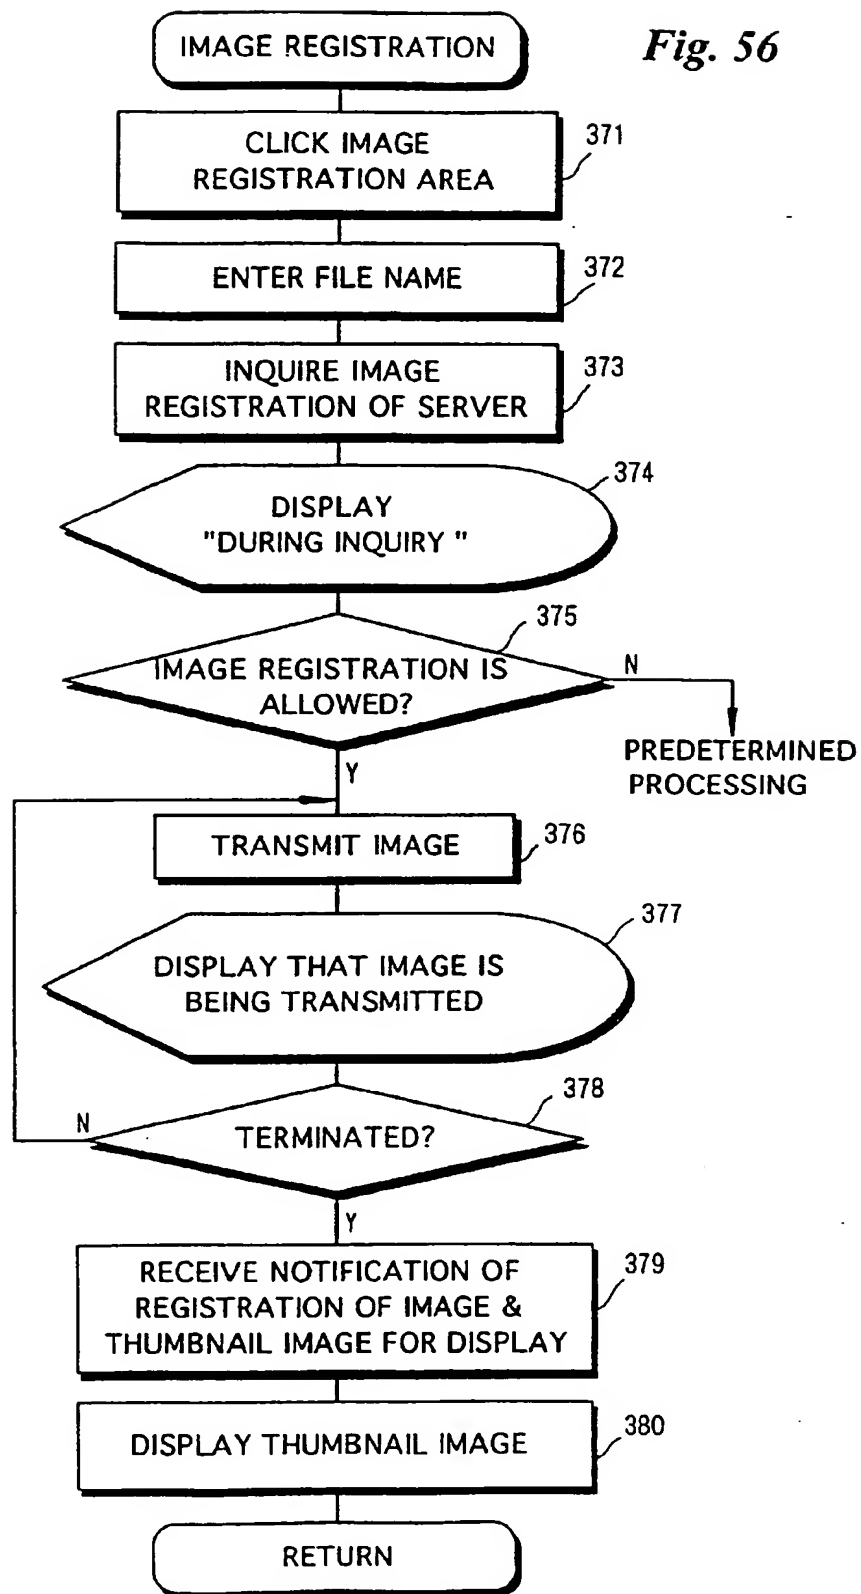 IMAGE REGISTRATION
Fig. 56
CLICK IMAGE
REGISTRATION AREA
371
ENTER FILE NAME
372
INQUIRE IMAGE
REGISTRATION OF SERVER
373
DISPLAY
"DURING INQUIRY "
374
IMAGE REGISTRATION IS
ALLOWED?
375
N
PREDETERMINED
PROCESSING
Y
TRANSMIT IMAGE
376
DISPLAY THAT IMAGE IS
BEING TRANSMITTED
377
TERMINATED?
378
N
Y
RECEIVE NOTIFICATION OF
REGISTRATION OF IMAGE &
THUMBNAIL IMAGE FOR DISPLAY
379
DISPLAY THUMBNAIL IMAGE
380
RETURN